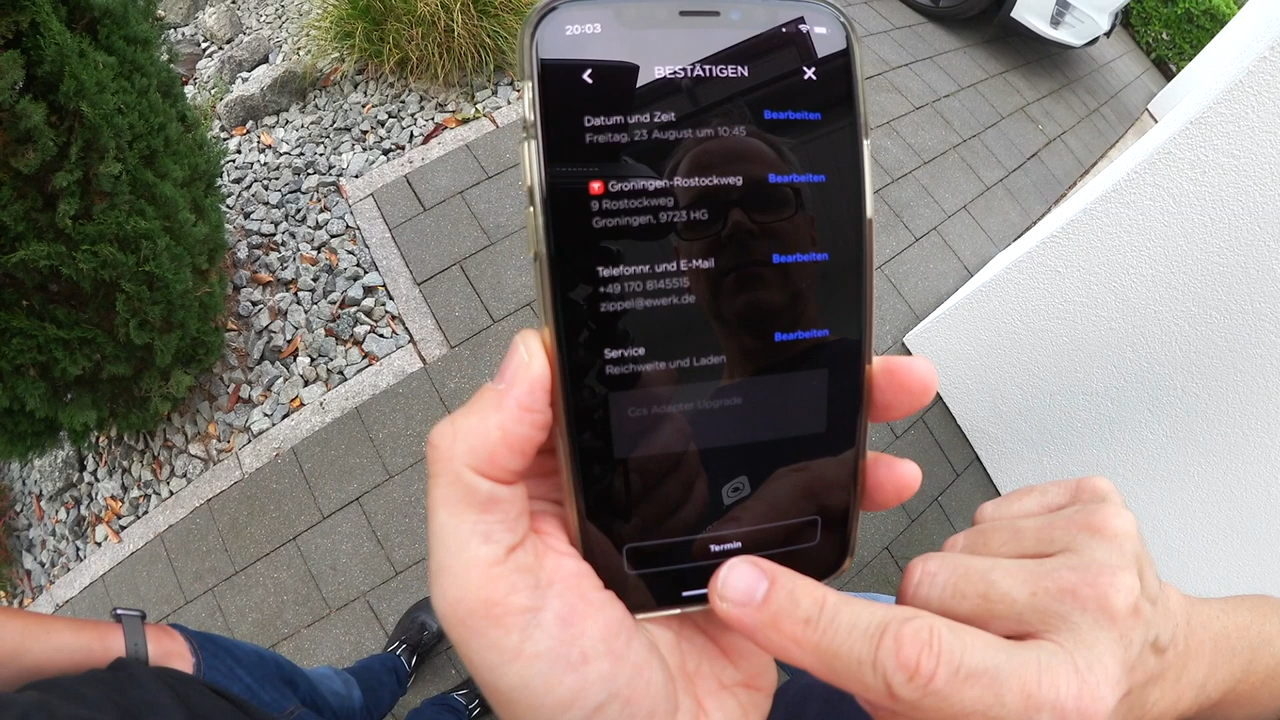 20:03
BESTÄTIGEN
Datum und Zeit
Bearbeiten
Freitag, 23 August um 10:45
Groningen-Rostockweg
Bearbeiten
9 Rostockweg
Groningen, 9723 HG
Telefonnr. und E-Mail
Bearbeiten
+49 170 8145515
zippel@ewerk.de
Bearbeiten
Service
Reichweite und Laden
Ccs Adapter Upgrade
Termin